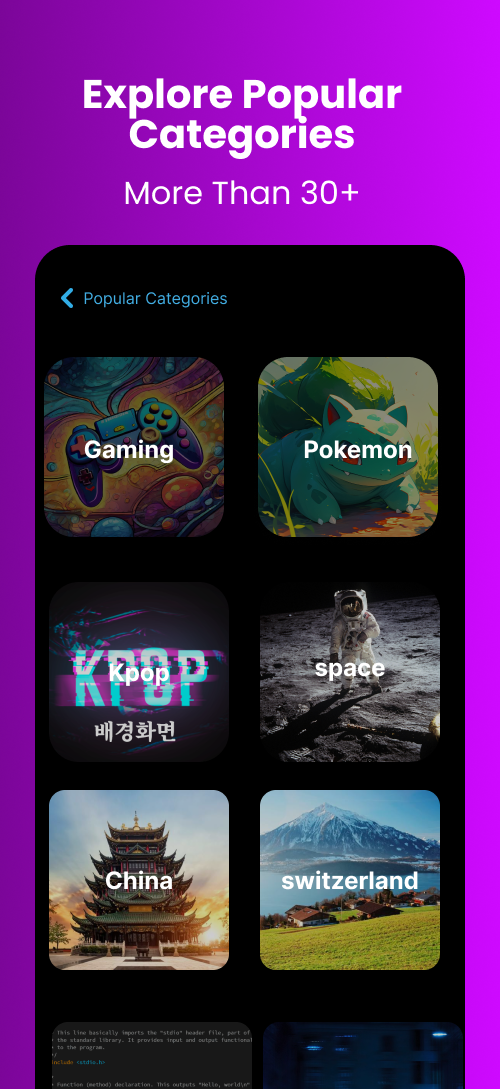 Explore Popular
Categories
More Than 30+
Popular Categories
Gaming
Pokemon
KPOP
Kpop
배경화면
space
China
switzerland
This line basically imports the "stdio" header file, part of
the standard library. It provides input and output functional
to the program.
*/
include <stdio.h>
function (method) declaration. This outputs "Hello, world\n"